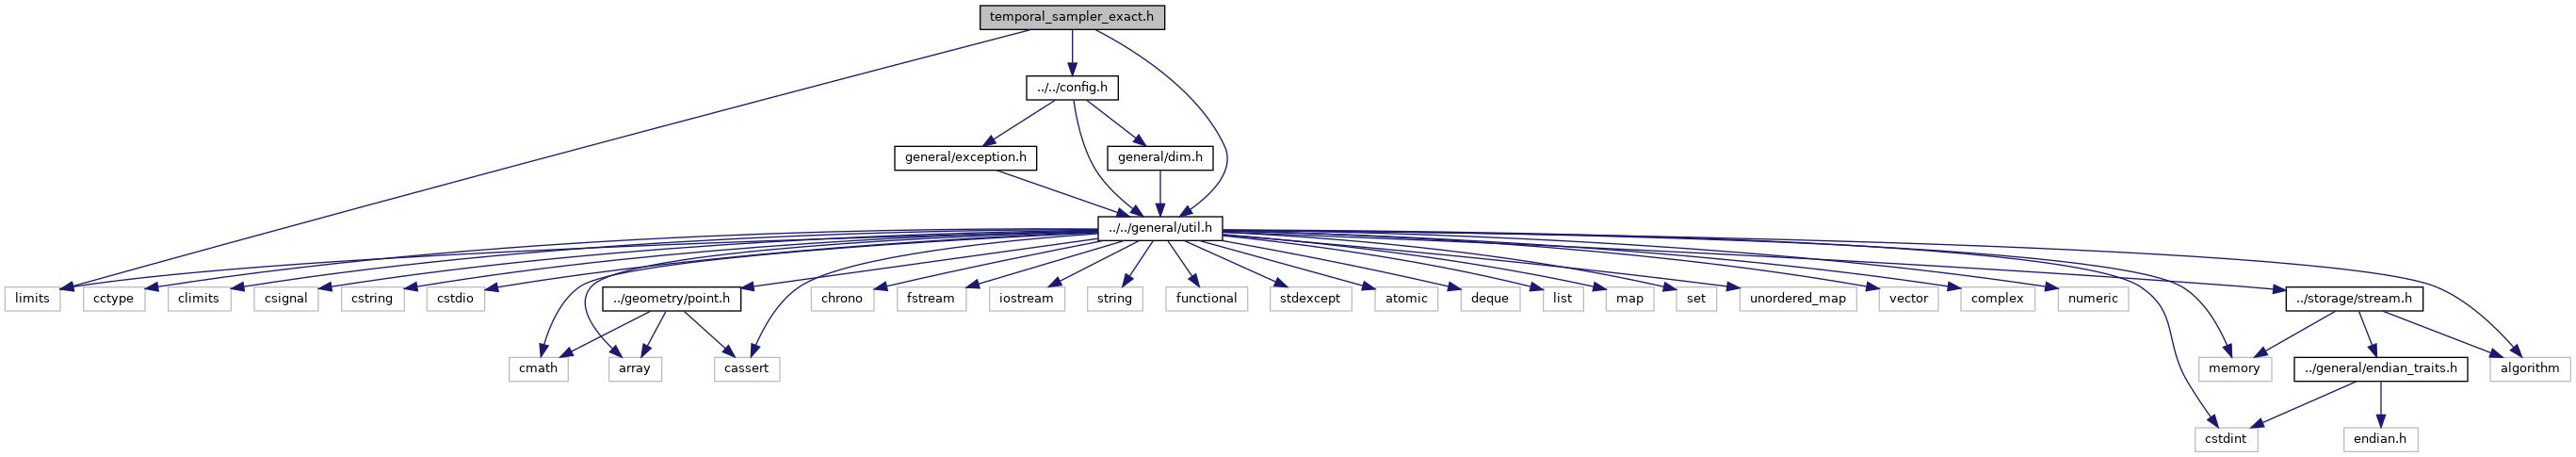 temporal_sampler_exact.h
../../config.h
general/exception.h
general/dim.h
../../general/util.h
limits
cctype
climits
csignal
cstring
cstdio
../geometry/point.h
chrono
fstream
iostream
string
functional
stdexcept
atomic
deque
list
map
set
unordered_map
vector
complex
numeric
../storage/stream.h
cmath
array
cassert
memory
../general/endian_traits.h
algorithm
cstdint
endian.h